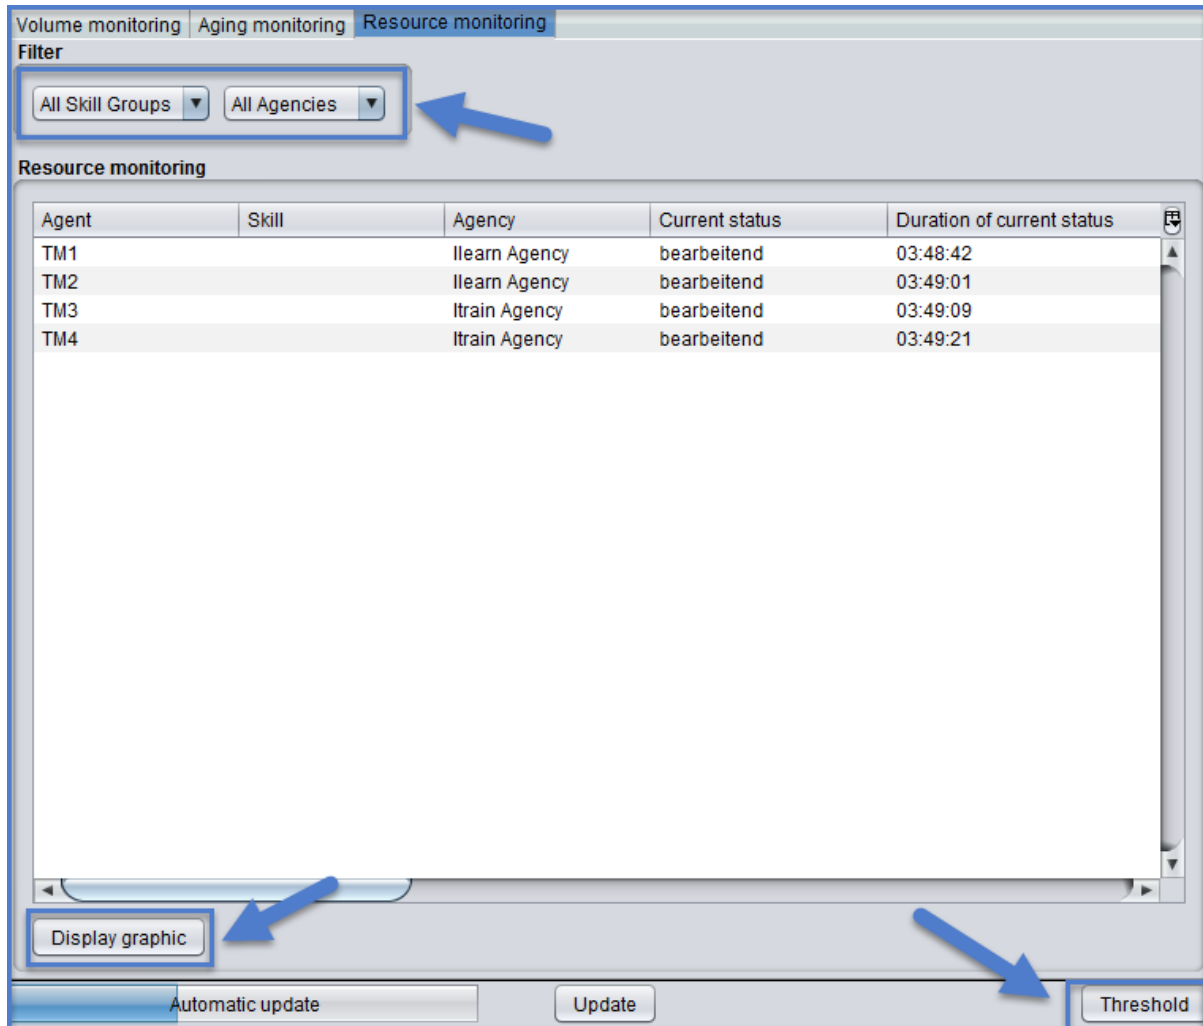 Volume monitoring Aging monitoring Resource monitoring
Filter
All Skill Groups All Agencies
Resource monitoring
Agent Skill Agency Current status Duration of current status
TM1 Ilearn Agency bearbeitend 03:48:42
TM2 Ilearn Agency bearbeitend 03:49:01
TM3 Itrain Agency bearbeitend 03:49:09
TM4 Itrain Agency bearbeitend 03:49:21
Display graphic
Automatic update Update Threshold